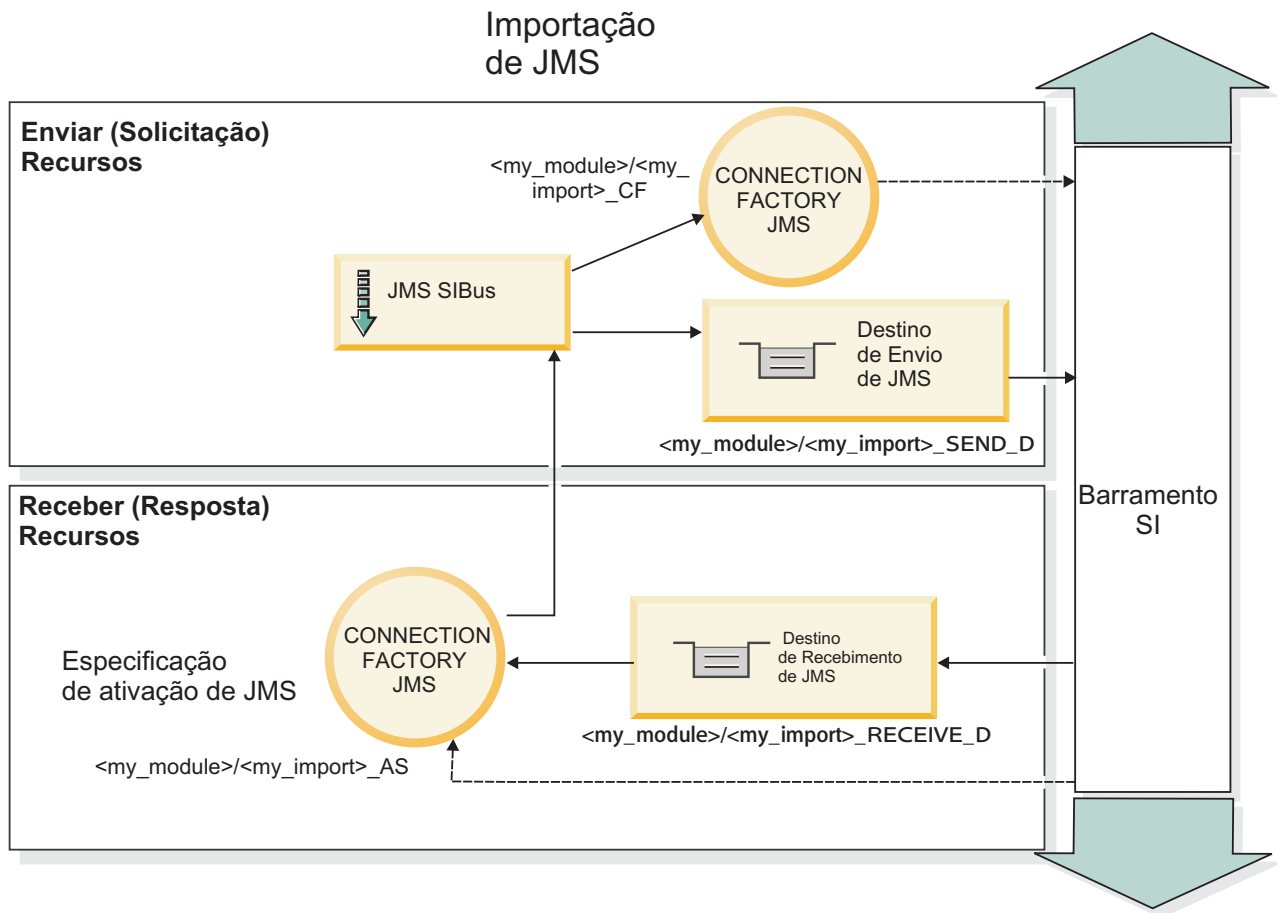 Importação
de JMS
Enviar (Solicitação)
Recursos
<my_module>/<my_
import>_CF
CONNECTION
FACTORY
JMS
JMS SIBus
Destino
de Envio
de JMS
<my_module>/<my_import>_SEND_D
Barramento
SI
Receber (Resposta)
Recursos
CONNECTION
FACTORY
JMS
Especificação
de ativação de JMS
Destino
de Recebimento
de JMS
<my_module>/<my_import>_RECEIVE_D
<my_module>/<my_import>_AS